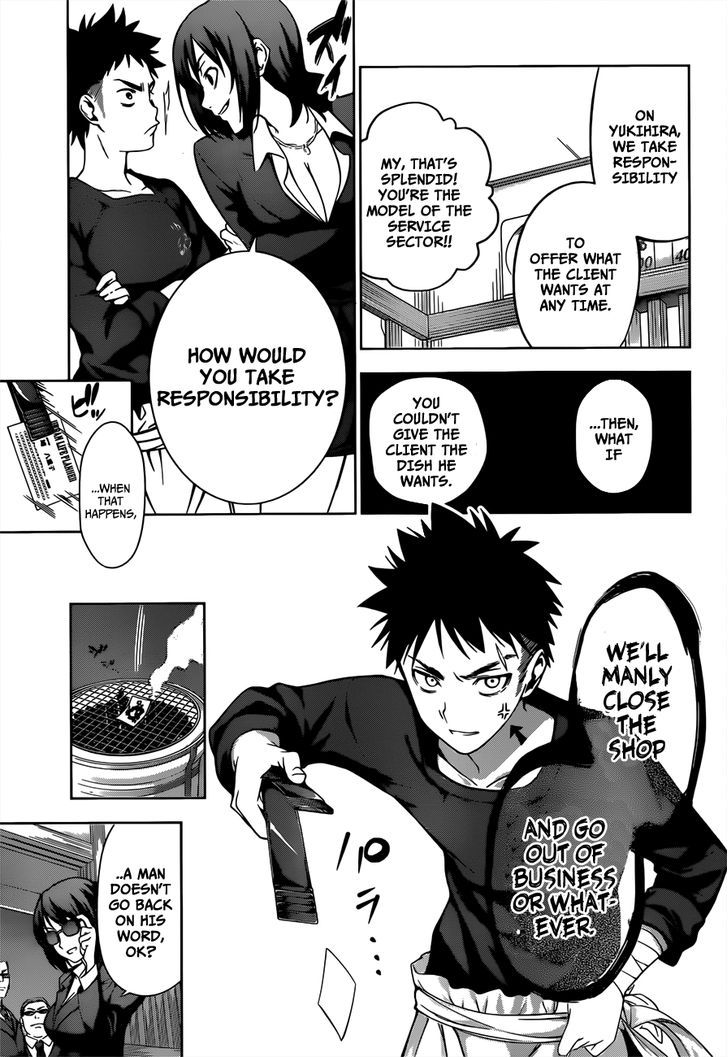 ON
YUKIHIRA,
WE TAKE
RESPON-
SIBILITY
TO
OFFER WHAT
THE CLIENT
WANTS AT
ANY TIME.
MY, THAT'S
SPLENDID!
YOU'RE THE
MODEL OF THE
SERVICE
SECTOR!!
...THEN,
WHAT
IF
YOU
COULDN'T
GIVE THE
CLIENT THE
DISH HE
WANTS.
HOW WOULD
YOU TAKE
RESPONSIBILITY?
...WHEN
THAT
HAPPENS,
WE'LL
MANLY
CLOSE
THE
SHOP
AND GO
OUT OF
BUSINESS
OR WHAT-
EVER.
..A MAN
DOESN'T
GO BACK
ON HIS
WORD,
OK?